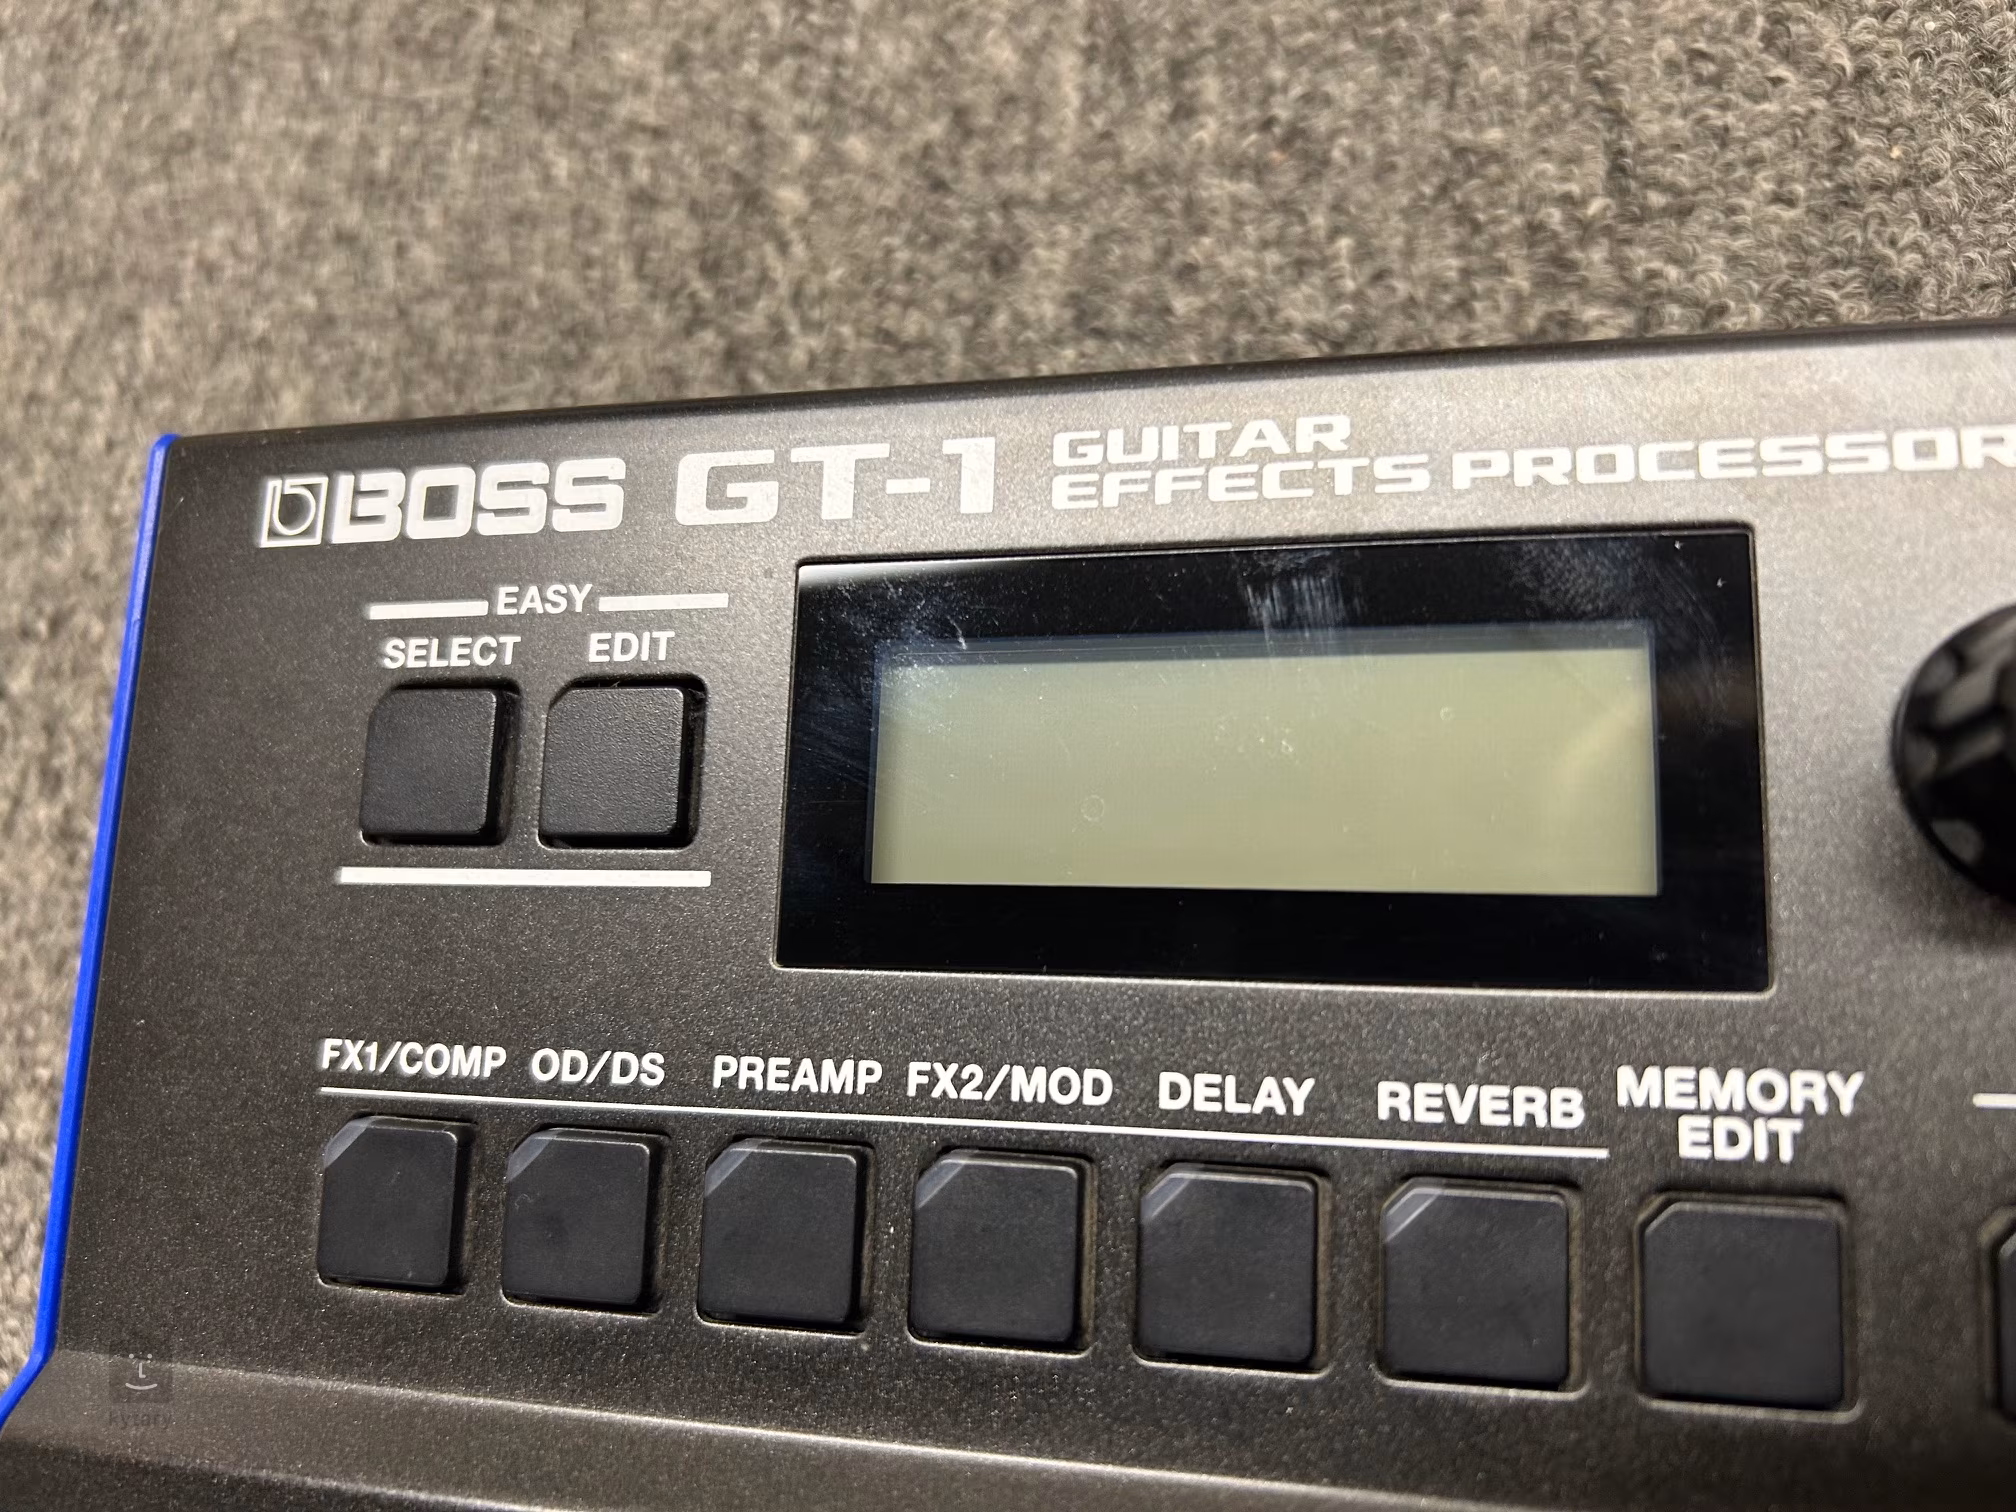 BOSS GT-1 GUITAR
EFFECTS PROCESSOR
EASY
SELECT EDIT
FX1/COMP OD/DS PREAMP FX2/MOD DELAY REVERB MEMORY
EDIT
kytary